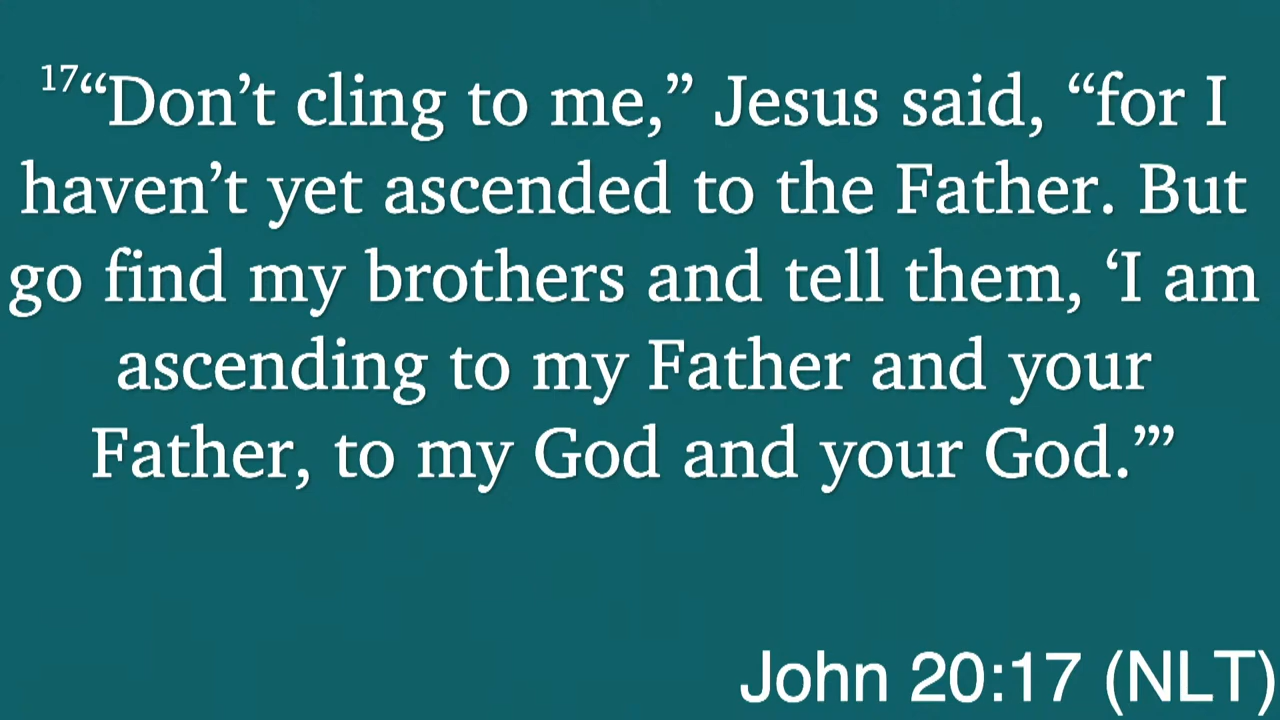 17“Don’t cling to me,” Jesus said, “for I
haven’t yet ascended to the Father. But
go find my brothers and tell them, ‘I am
ascending to my Father and your
Father, to my God and your God.’”
John 20:17 (NLT)